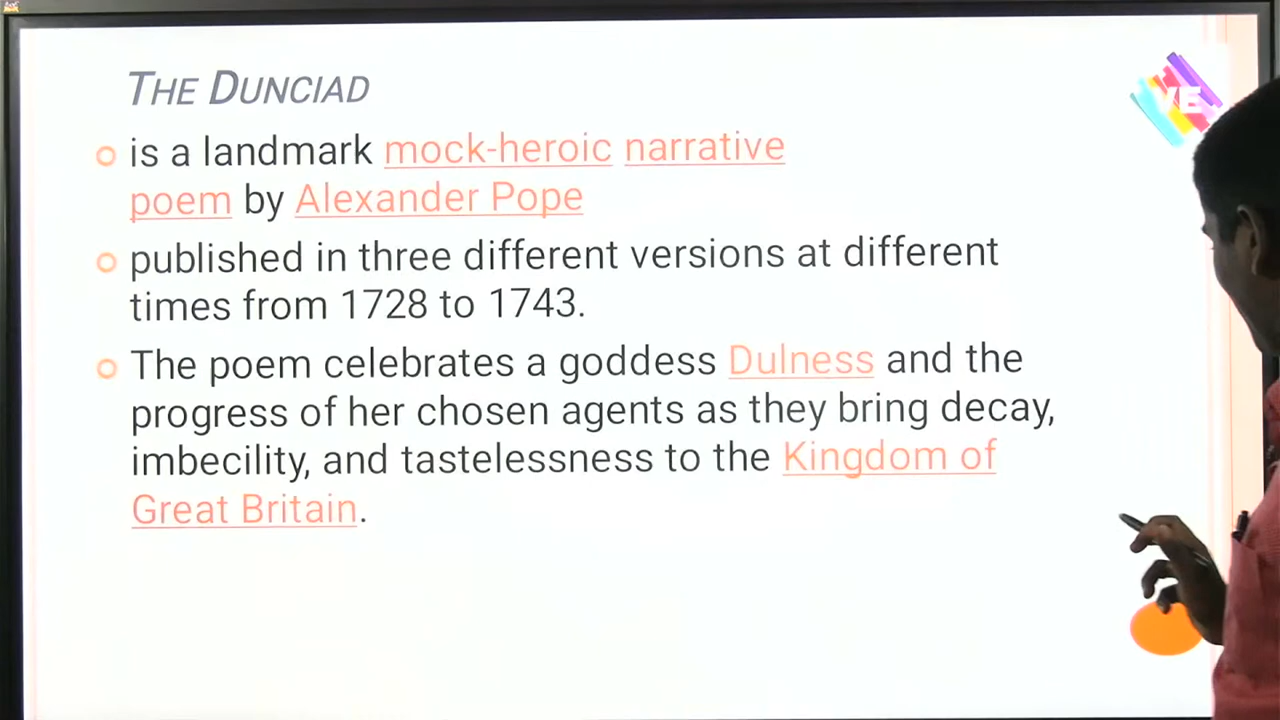 THE DUNCIAD
is a landmark mock-heroic narrative
poem by Alexander Pope
published in three different versions at different
times from 1728 to 1743.
The poem celebrates a goddess Dulness and the
progress of her chosen agents as they bring decay,
imbecility, and tastelessness to the Kingdom of
Great Britain.
VE